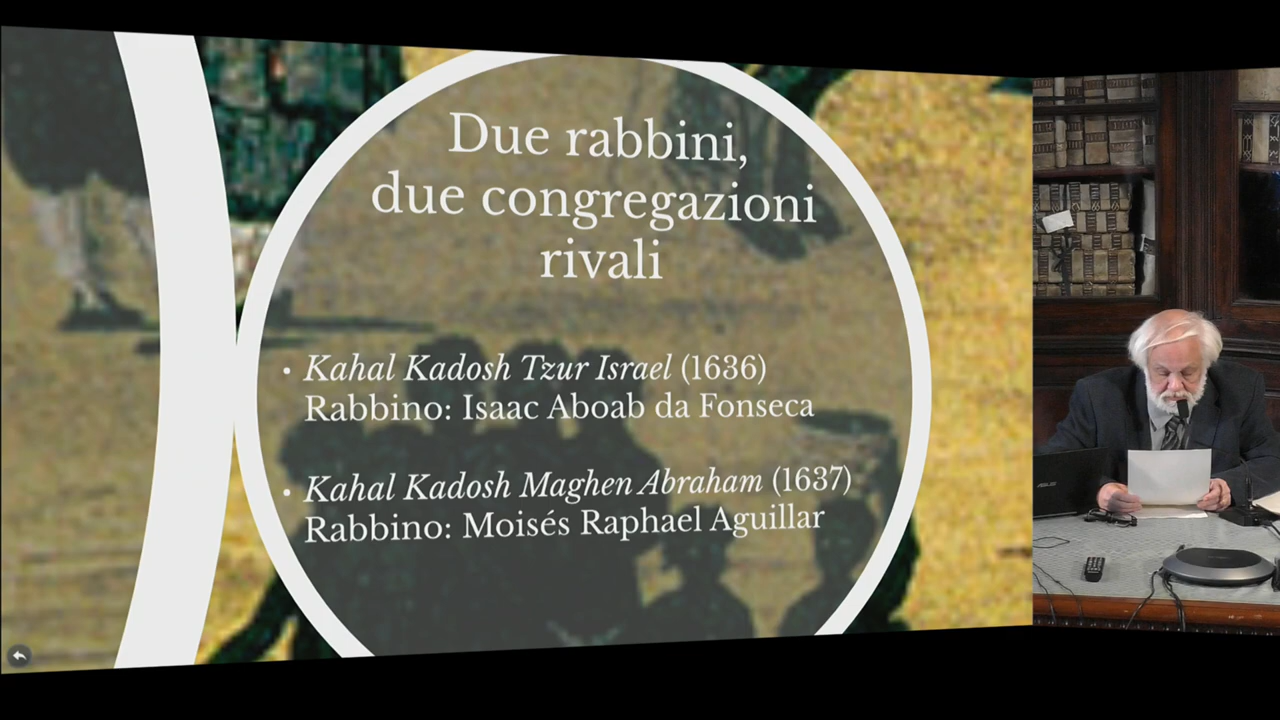 Due rabbini,
due congregazioni
rivali
• Kahal Kadosh Tzur Israel (1636)
Rabbino: Isaac Aboab da Fonseca
• Kahal Kadosh Maghen Abraham (1637)
Rabbino: Moisés Raphael Aguillar
ASUS